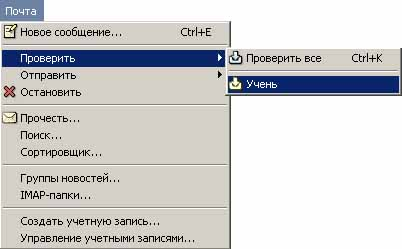 Почта
Новое сообщение... Ctrl+E
Проверить
Проверить все Ctrl+K
Отправить
Учень
Остановить
Прочесть...
Поиск...
Сортировщик...
Группы новостей...
IMAP-папки...
Создать учетную запись...
Управление учетными записями...